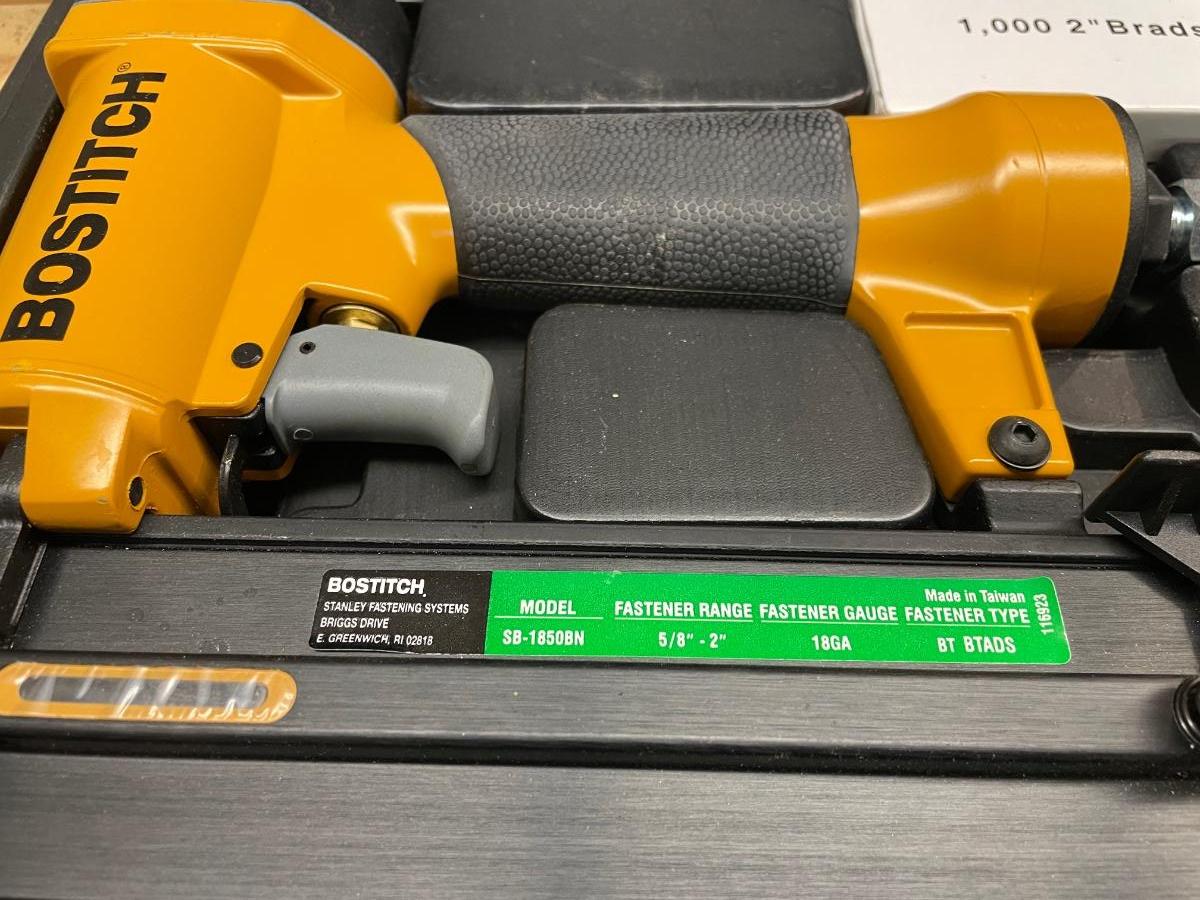 1,000 2" Brads
BOSTITCH®
BOSTITCH.
STANLEY FASTENING SYSTEMS
BRIGGS DRIVE
E. GREENWICH, RI 02818
Made in Taiwan
MODEL FASTENER RANGE FASTENER GAUGE FASTENER TYPE
SB-1850BN 5/8" - 2" 18GA BT BTADS
116923